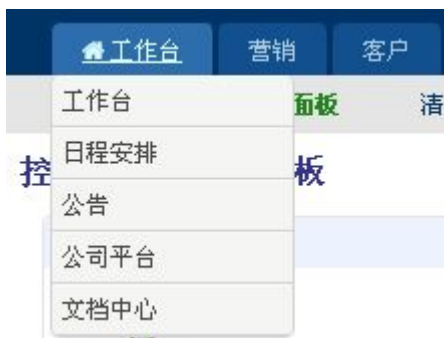 工作台 营销 客户
工作台
面板 清
日程安排
控 板
公告
公司平台
文档中心